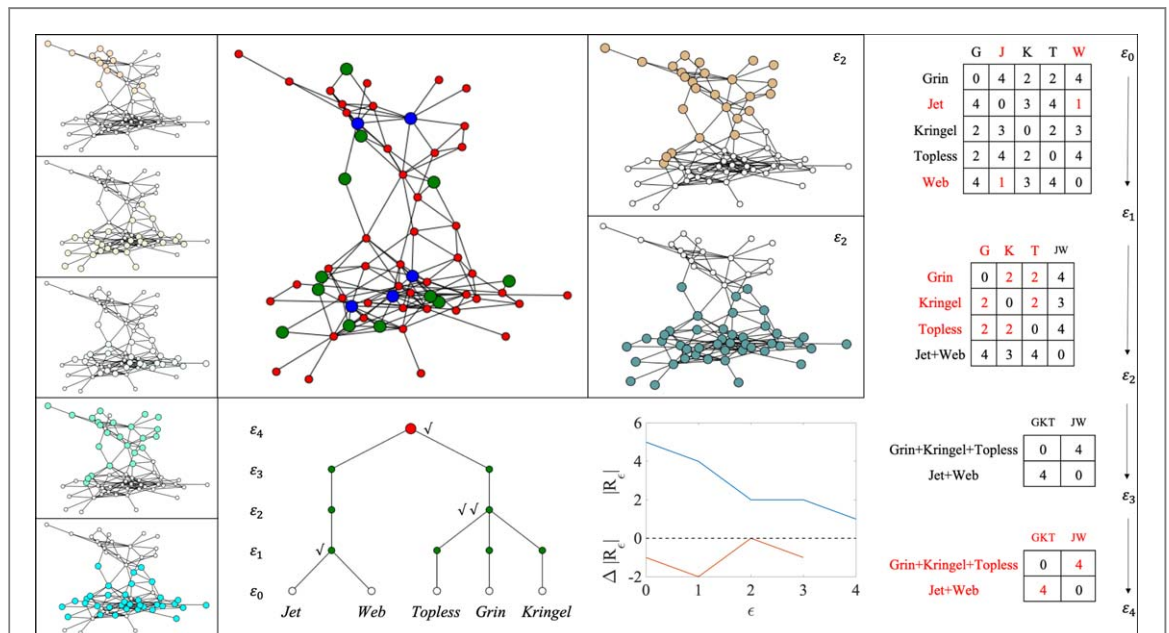 ε2
ε2
G J K T W
Grin 0 4 2 2 4
Jet 4 0 3 4 1
Kringel 2 3 0 2 3
Topless 2 4 2 0 4
Web 4 1 3 4 0
ε0
ε1
G K T JW
Grin 0 2 2 4
Kringel 2 0 2 3
Topless 2 2 0 4
Jet+Web 4 3 4 0
ε2
GKT JW
Grin+Kringel+Topless 0 4
Jet+Web 4 0
ε3
GKT JW
Grin+Kringel+Topless 0 4
Jet+Web 4 0
ε4
ε4 √
ε3
ε2 √ √
ε1 √
ε0
Jet Web Topless Grin Kringel
6
4
2
0
-2
|Rϵ|
Δ |Rϵ|
0 1 2 3 4
ϵ